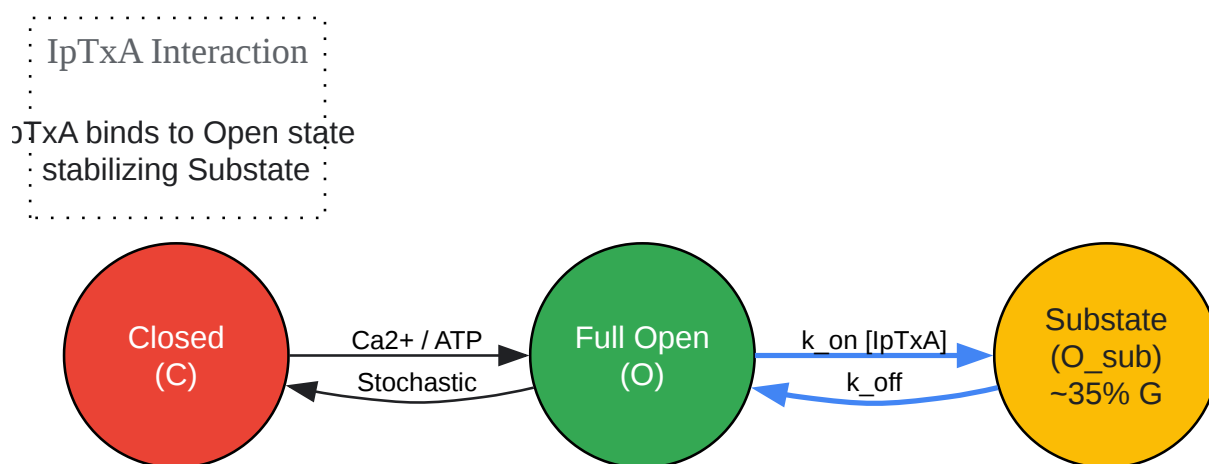 IpTxA Interaction
pTxA binds to Open state
stabilizing Substate
Closed
(C)
Ca2+ / ATP
Stochastic
Full Open
(O)
k_on [IpTxA]
k_off
Substate
(O_sub)
~35% G